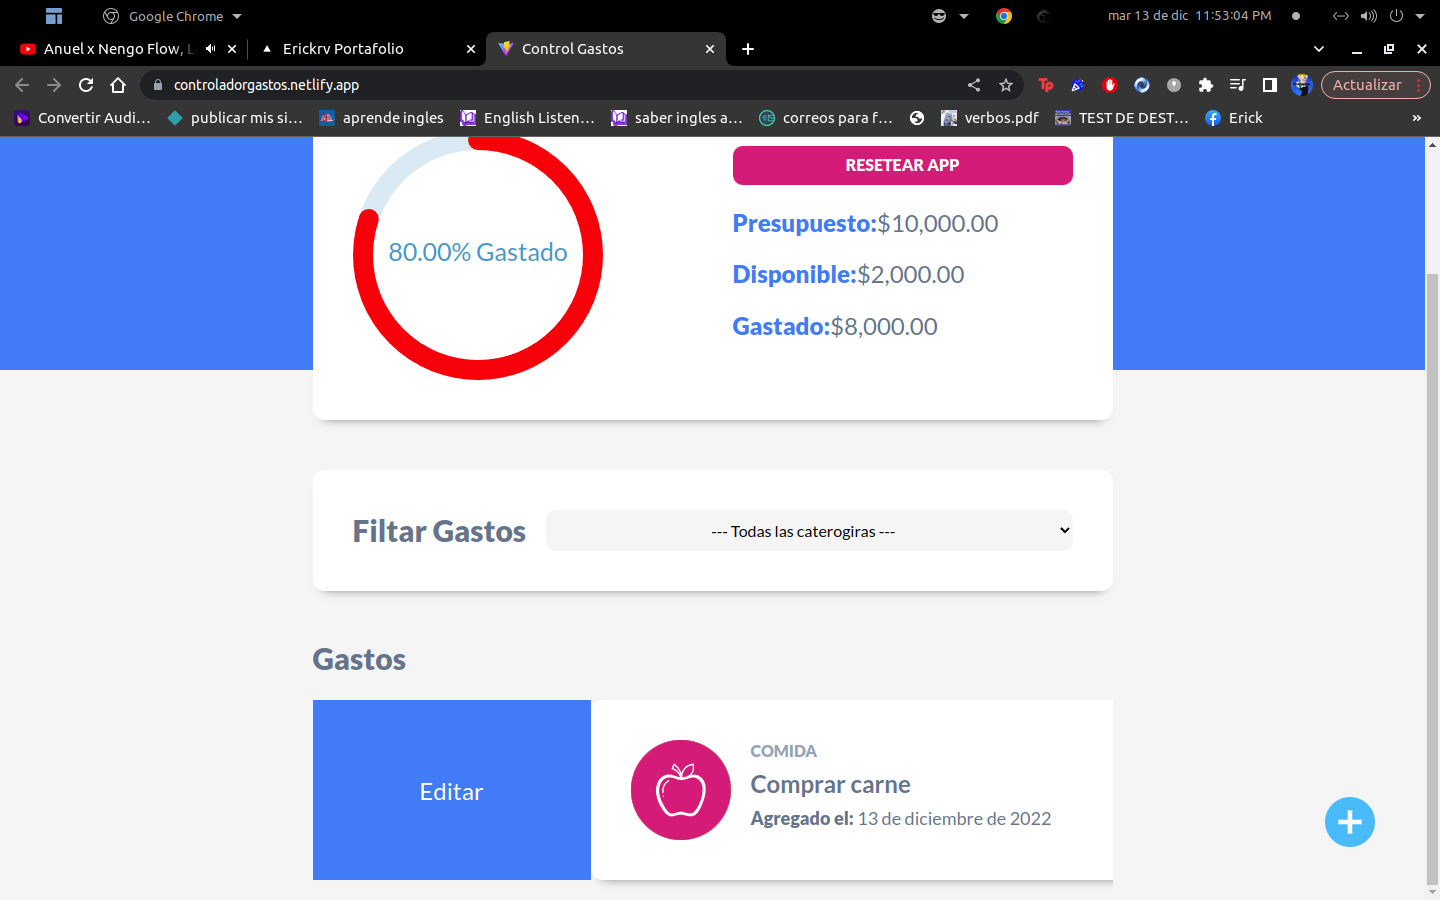 Google Chrome
mar 13 de dic 11:53:04 PM
Anuel x Nengo Flow, L
Erickrv Portafolio
Control Gastos
controladorgastos.netlify.app
Actualizar
Convertir Audi…
publicar mis si…
aprende ingles
English Listen…
saber ingles a…
correos para f…
verbos.pdf
TEST DE DEST…
Erick
»
80.00% Gastado
RESETEAR APP
Presupuesto:$10,000.00
Disponible:$2,000.00
Gastado:$8,000.00
Filtar Gastos
--- Todas las caterogiras ---
Gastos
Editar
COMIDA
Comprar carne
Agregado el: 13 de diciembre de 2022